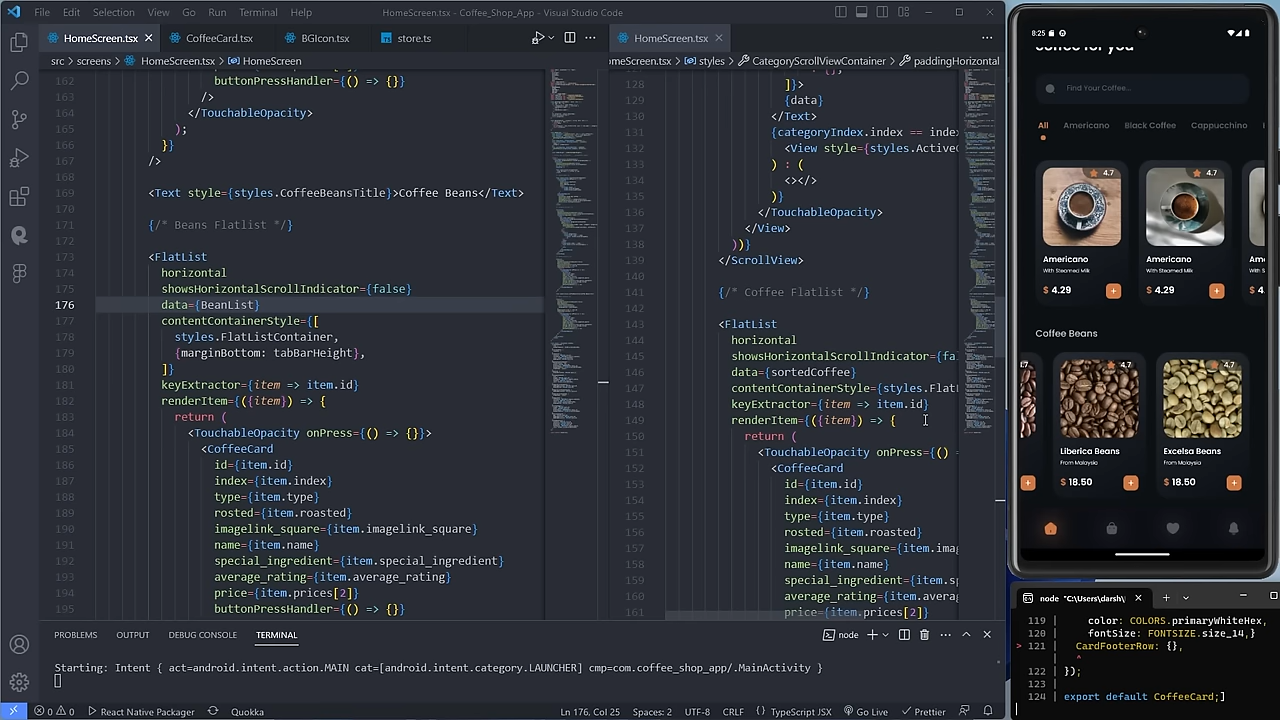 File Edit Selection View Go Run Terminal Help HomeScreen.tsx - Coffee_Shop_App - Visual Studio Code
HomeScreen.tsx CoffeeCard.tsx BGIcon.tsx store.ts
src > screens > HomeScreen.tsx > HomeScreen
162 buttonPressHandler={() => {}}
163 />
164 </TouchableOpacity>
165 );
166 }}
167 />
168
169 <Text style={styles.CoffeeBeansTitle}>Coffee Beans</Text>
170
171 {/* Beans Flatlist */}
172
173 <FlatList
174 horizontal
175 showsHorizontalScrollIndicator={false}
176 data={BeanList}
177 contentContainerStyle={[
178 styles.FlatListContainer,
179 {marginBottom: tabBarHeight},
180 ]}
181 keyExtractor={item => item.id}
182 renderItem={({item}) => {
183 return (
184 <TouchableOpacity onPress={() => {}}>
185 <CoffeeCard
186 id={item.id}
187 index={item.index}
188 type={item.type}
189 rosted={item.roasted}
190 imagelink_square={item.imagelink_square}
191 name={item.name}
192 special_ingredient={item.special_ingredient}
193 average_rating={item.average_rating}
194 price={item.prices[2]}
195 buttonPressHandler={() => {}}
HomeScreen.tsx
omeScreen.tsx > styles > CategoryScrollViewContainer > paddingHorizontal
128 ]}>
129 {data}
130 </Text>
131 {categoryIndex.index == inde
132 <View style={styles.Active
133 ) : (
134 <></>
135 )}
136 </TouchableOpacity>
137 </View>
138 ))}
139 </ScrollView>
140
141 {/* Coffee Flatlist */}
142
143 <FlatList
144 horizontal
145 showsHorizontalScrollIndicator={fa
146 data={sortedCoffee}
147 contentContainerStyle={styles.Flat
148 keyExtractor={item => item.id}
149 renderItem={({item}) => {
150 return (
151 <TouchableOpacity onPress={() =
152 <CoffeeCard
153 id={item.id}
154 index={item.index}
155 type={item.type}
156 rosted={item.roasted}
157 imagelink_square={item.imag
158 name={item.name}
159 special_ingredient={item.sp
160 average_rating={item.averag
161 price={item.prices[2]}
PROBLEMS OUTPUT DEBUG CONSOLE TERMINAL node
Starting: Intent { act=android.intent.action.MAIN cat=[android.intent.category.LAUNCHER] cmp=com.coffee_shop_app/.MainActivity }
0 0 React Native Packager Quokka Ln 176, Col 25 Spaces: 2 UTF-8 CRLF {} TypeScript JSX Go Live Prettier
8:25
coffee for you
Find Your Coffee...
All Americano Black Coffee Cappucchino
4.7 4.7
Americano Americano Am
With Steamed Milk With Steamed Milk With S
$ 4.29 $ 4.29 $ 4.
Coffee Beans
4.7 4.7
Liberica Beans Excelsa Beans
From Malaysia From Malaysia
$ 18.50 $ 18.50
node "C:\Users\darsh\
119 | color: COLORS.primaryWhiteHex,
120 | fontSize: FONTSIZE.size_14,}
> 121 | CardFooterRow: {},
| ^
122 | });
123 |
124 | export default CoffeeCard;]